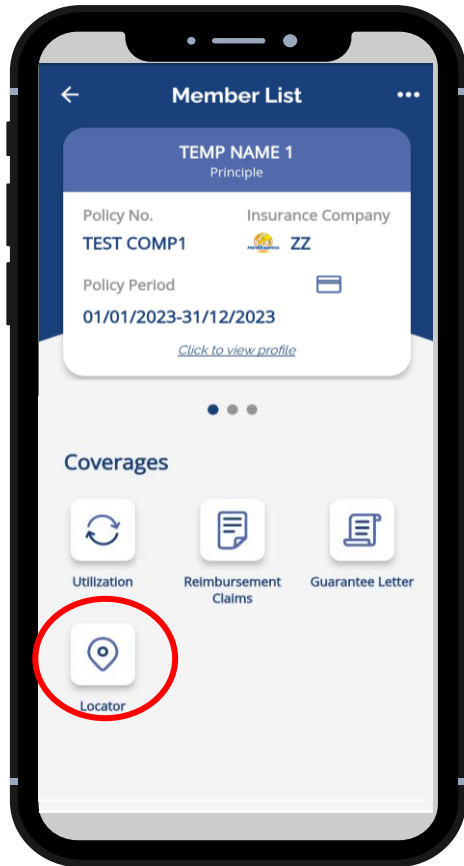 Member List
TEMP NAME 1
Principle
Policy No. Insurance Company
TEST COMP1 ZZ
Policy Period
01/01/2023-31/12/2023
Click to view profile
Coverages
Utilization Reimbursement Guarantee Letter
Claims
Locator